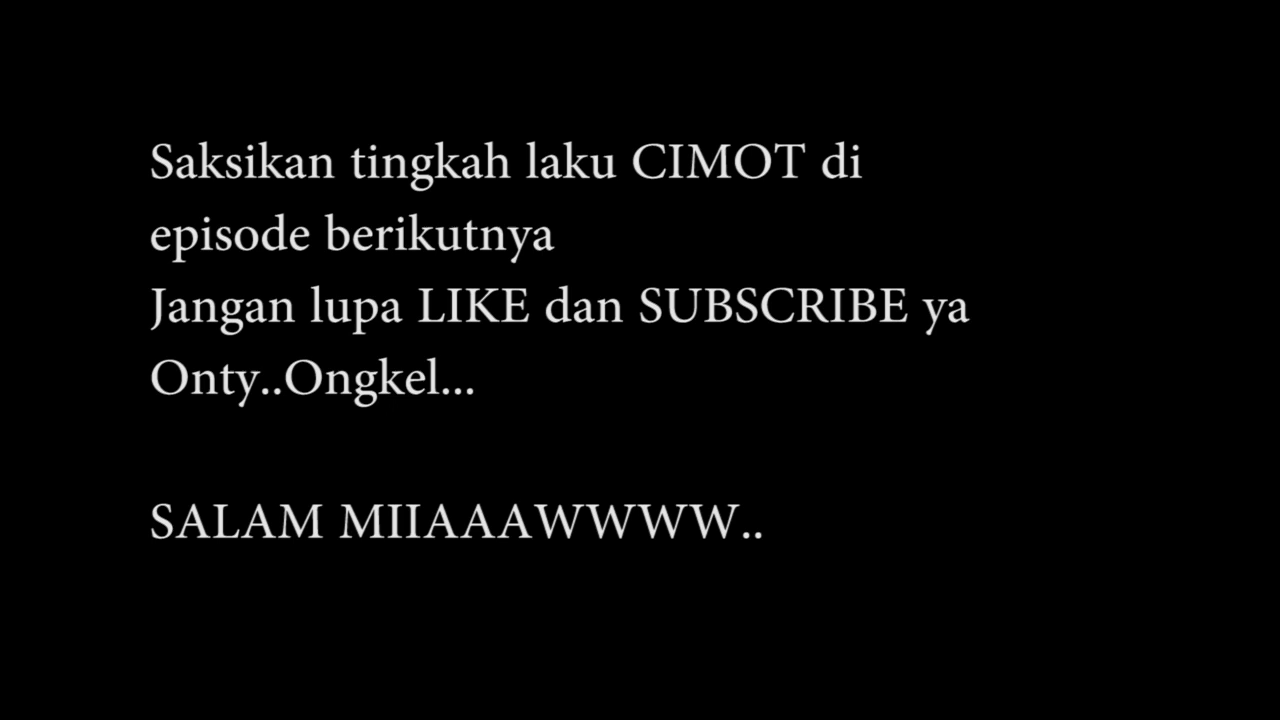 Saksikan tingkah laku CIMOT di
episode berikutnya
Jangan lupa LIKE dan SUBSCRIBE ya
Onty..Ongkel...
SALAM MIIAAAWWWW..